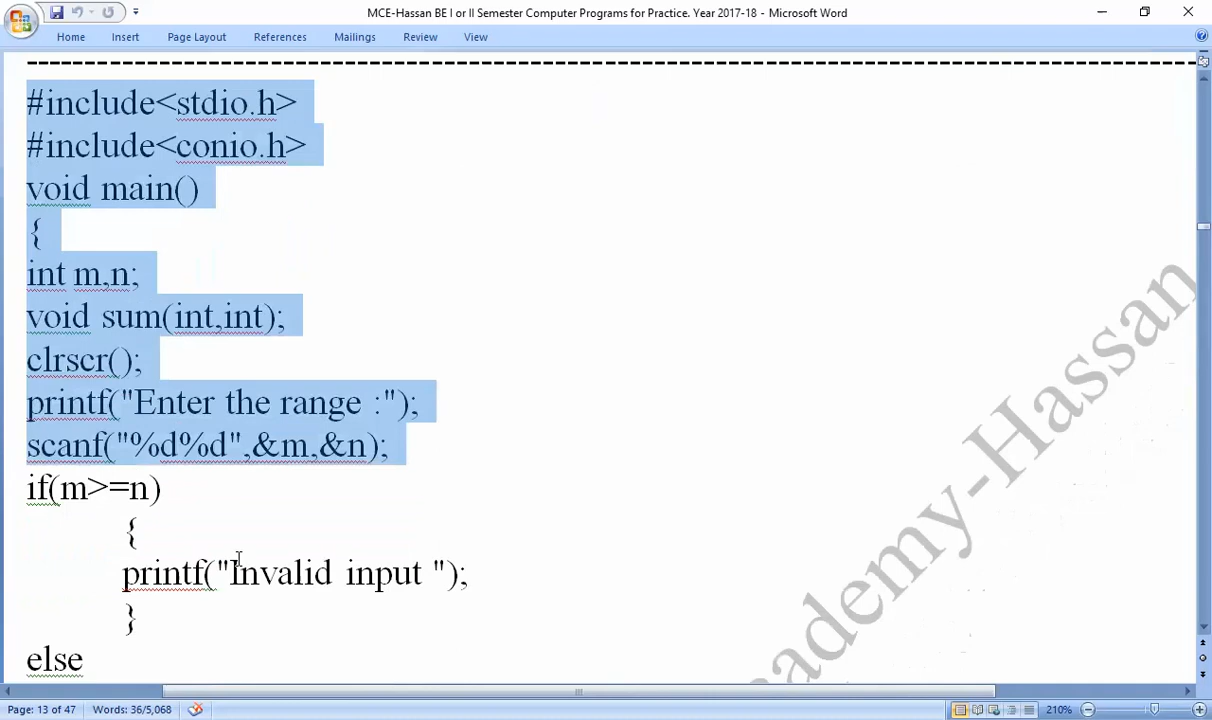 MCE-Hassan BE I or II Semester Computer Programs for Practice. Year 2017-18 - Microsoft Word
Home Insert Page Layout References Mailings Review View
#include<stdio.h>
#include<conio.h>
void main()
{
int m,n;
void sum(int,int);
clrscr();
printf("Enter the range :");
scanf("%d%d",&m,&n);
if(m>=n)
{
printf("Invalid input ");
}
else
ademy-Hassan
Page: 13 of 47 Words: 36/5,068 210%